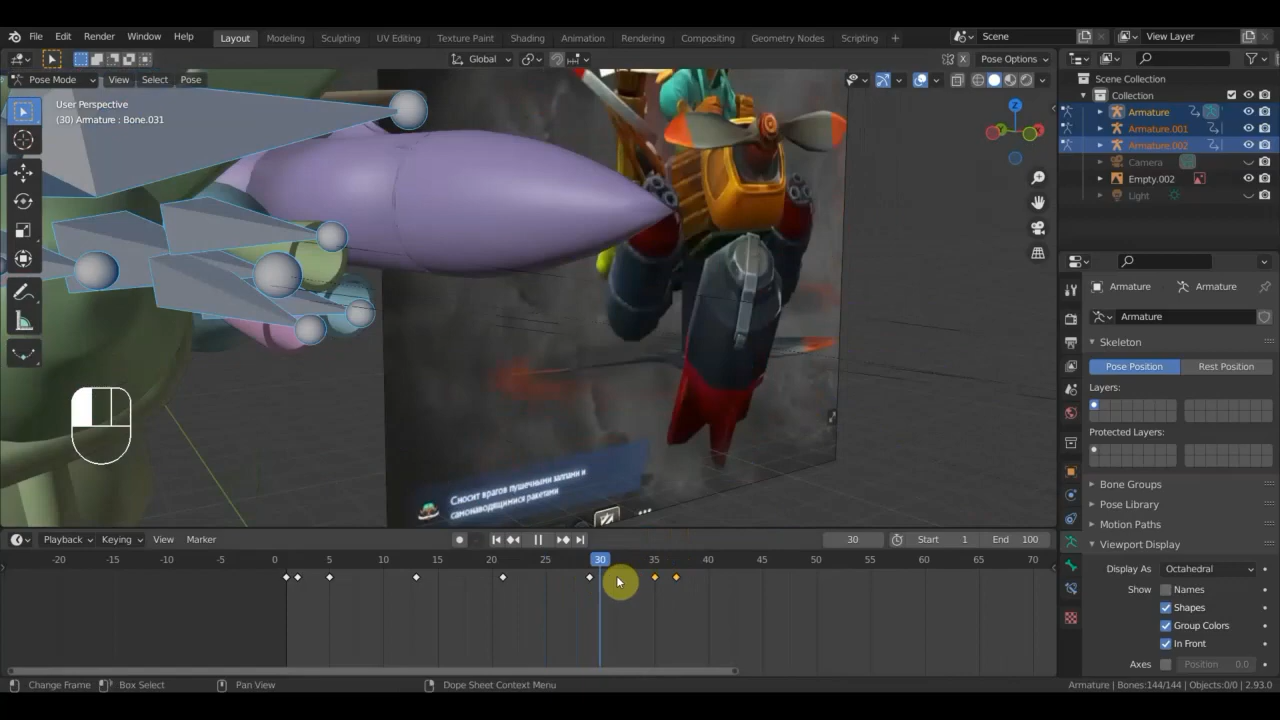 File Edit Render Window Help Layout Modeling Sculpting UV Editing Texture Paint Shading Animation Rendering Compositing Geometry Nodes Scripting + Scene View Layer
Global Pose Options
Pose Mode View Select Pose
User Perspective
(30) Armature : Bone.031
Z
X
Scene Collection
Collection
Armature
Armature.001
Armature.002
Camera
Empty.002
Light
Armature Armature
Armature
Skeleton
Pose Position Rest Position
Layers:
Protected Layers:
Bone Groups
Pose Library
Motion Paths
Viewport Display
Display As Octahedral
Show Names
Shapes
Group Colors
In Front
Axes Position 0.0
Сносит врагов пушечными залпами и
самонаводящимися ракетами
Playback Keying View Marker 30 Start 1 End 100
-20 -15 -10 -5 0 5 10 15 20 25 30 35 40 45 50 55 60 65 70
Change Frame Box Select Pan View Dope Sheet Context Menu Armature | Bones:144/144 | Objects:0/0 | 2.93.0